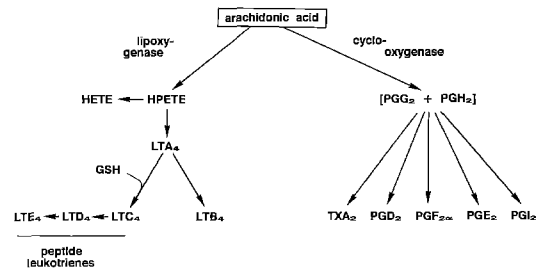 arachidonic acid
lipoxy-
genase
cyclo-
oxygenase
HETE
HPETE
[PGG₂ + PGH₂]
LTA₄
GSH
LTE₄
LTD₄
LTC₄
LTB₄
TXA₂
PGD₂
PGF₂α
PGE₂
PGI₂
peptide
leukotrienes